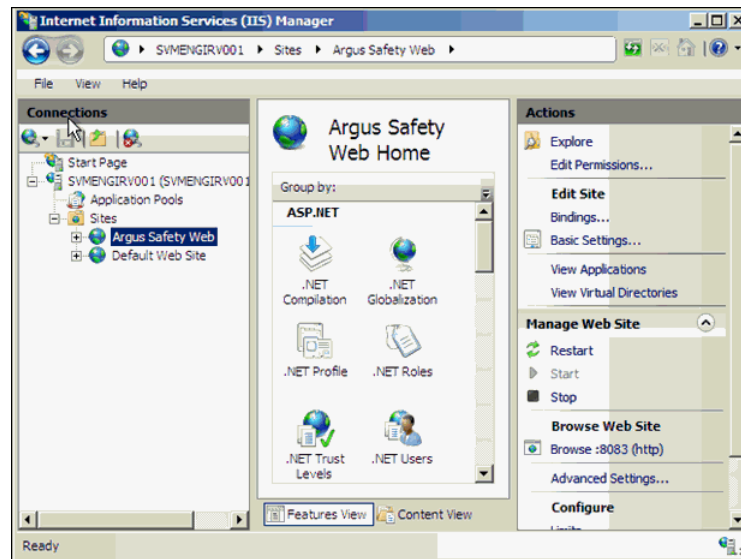 Internet Information Services (IIS) Manager
SVMENGIRV001 Sites Argus Safety Web
File View Help
Connections
Start Page
SVMENGIRV001 (SVMENGIRV001
Application Pools
Sites
Argus Safety Web
Default Web Site
Argus Safety
Web Home
Group by:
ASP.NET
.NET
Compilation
.NET
Globalization
.NET Profile
.NET Roles
.NET Trust
Levels
.NET Users
Features View
Content View
Actions
Explore
Edit Permissions...
Edit Site
Bindings...
Basic Settings...
View Applications
View Virtual Directories
Manage Web Site
Restart
Start
Stop
Browse Web Site
Browse :8083 (http)
Advanced Settings...
Configure
Limits
Ready